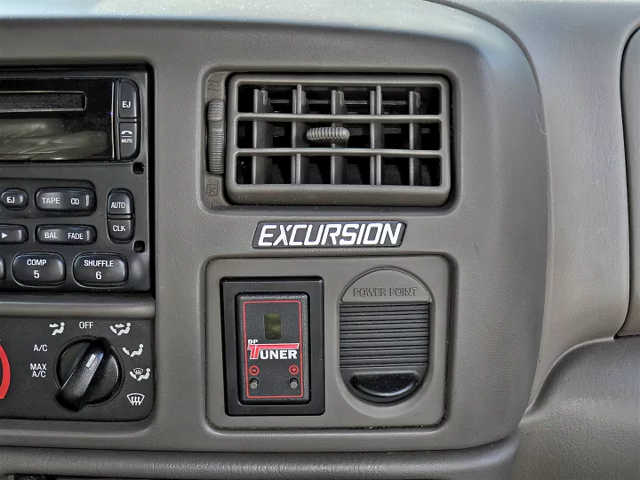 EJ
MUTE
EJ
TAPE CD
AUTO
BAL FADE
CLK
COMP
5
SHUFFLE
6
EXCURSION
POWER POINT
DP
TUNER
OFF
A/C
MAX
A/C